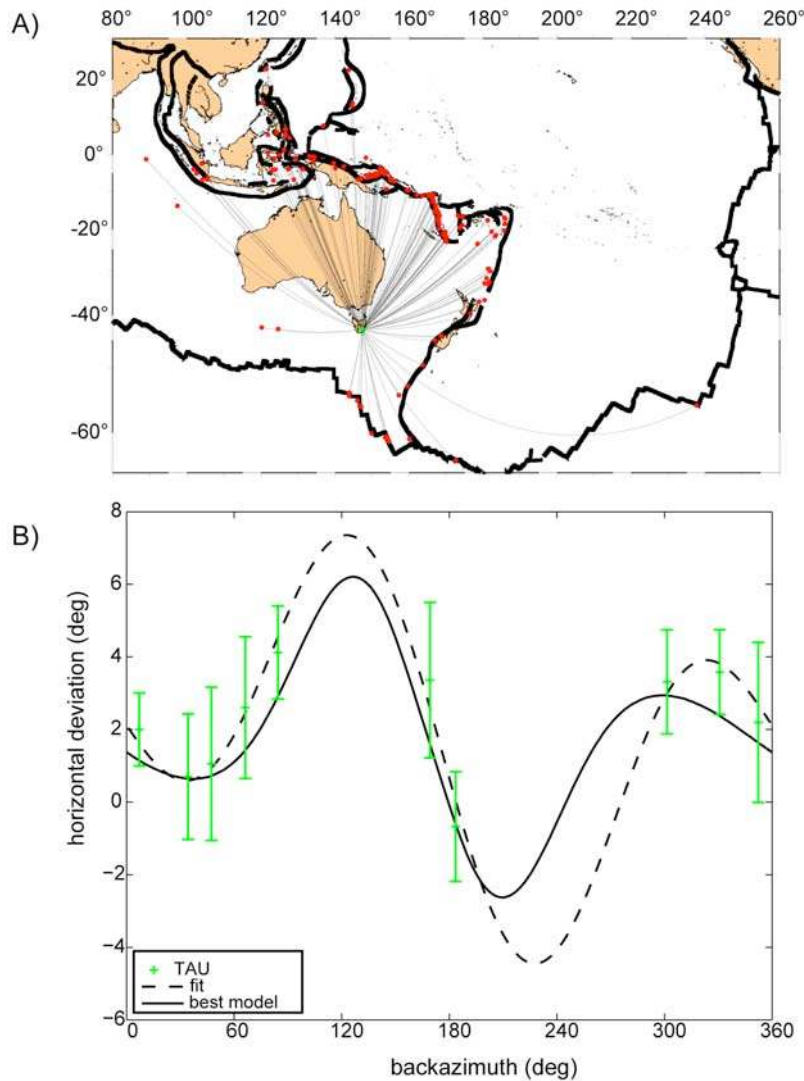 A)
80° 100° 120° 140° 160° 180° 200° 220° 240° 260°
20°
0°
-20°
-40°
-60°
B)
8
6
4
2
0
−2
−4
−6
horizontal deviation (deg)
TAU
fit
best model
0 60 120 180 240 300 360
backazimuth (deg)